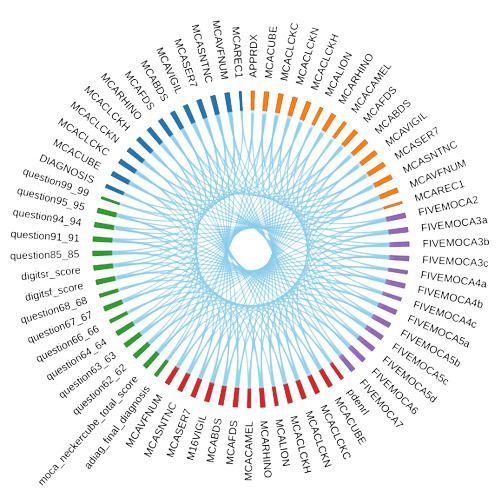 APPRDX
MCACUBE
MCACLCKC
MCACLCKN
MCACLCKH
MCALION
MCARHINO
MCACAMEL
MCAFDS
MCABDS
MCAVIGIL
MCASER7
MCASNTNC
MCAVFNUM
MCAREC1
FIVEMOCA2
FIVEMOCA3a
FIVEMOCA3b
FIVEMOCA3c
FIVEMOCA4a
FIVEMOCA4b
FIVEMOCA4c
FIVEMOCA5a
FIVEMOCA5b
FIVEMOCA5c
FIVEMOCA5d
FIVEMOCA6
FIVEMOCA7
MCACUBE
MCACLCKC
MCACLCKN
MCACLCKH
MCALION
MCARHINO
MCACAMEL
MCAFDS
MCABDS
M16VIGIL
MCASER7
MCASNTNC
MCAVFNUM
adiag_final_diagnosis
moca_neckercube_total_score
question62_62
question63_63
question64_64
question66_66
question67_67
question68_68
digitsf_score
digitsr_score
question85_85
question91_91
question94_94
question95_95
question99_99
DIAGNOSIS
MCACUBE
MCACLCKC
MCACLCKN
MCACLCKH
MCARHINO
MCAFDS
MCABDS
MCAVIGIL
MCASER7
MCASNTNC
MCAVFNUM
MCAREC1